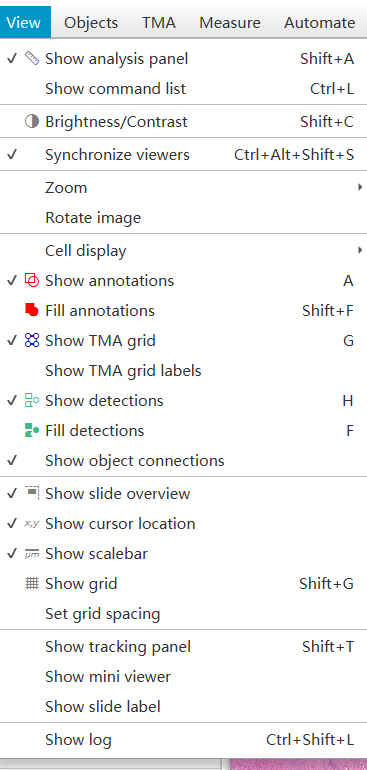 View Objects TMA Measure Automate
Show analysis panel Shift+A
Show command list Ctrl+L
Brightness/Contrast Shift+C
Synchronize viewers Ctrl+Alt+Shift+S
Zoom
Rotate image
Cell display
Show annotations A
Fill annotations Shift+F
Show TMA grid G
Show TMA grid labels
Show detections H
Fill detections F
Show object connections
Show slide overview
x,y Show cursor location
μm Show scalebar
Show grid Shift+G
Set grid spacing
Show tracking panel Shift+T
Show mini viewer
Show slide label
Show log Ctrl+Shift+L